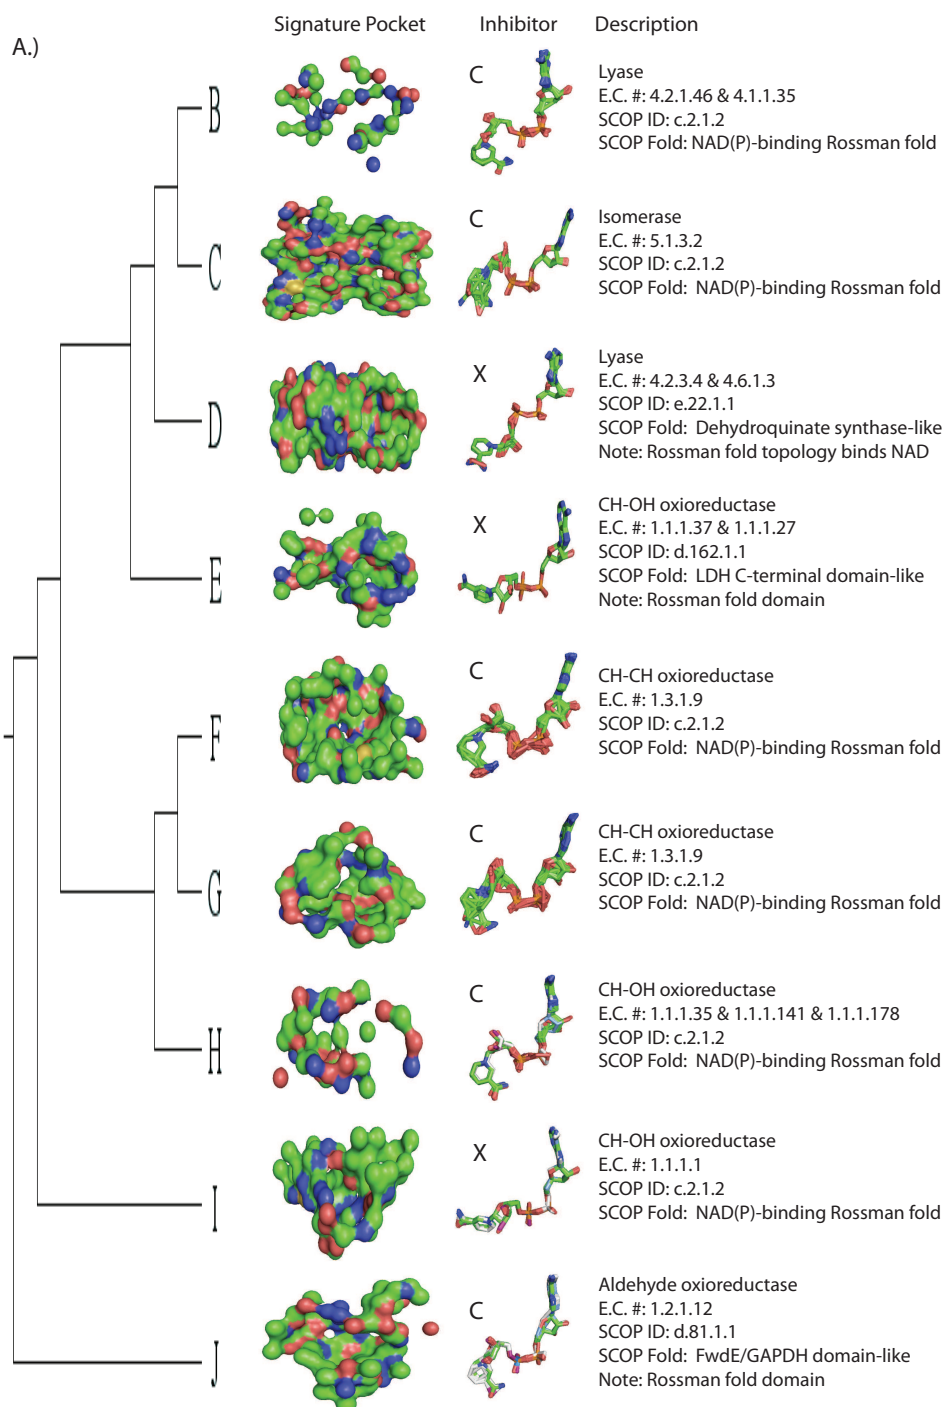 A.)
Signature Pocket Inhibitor Description
B
C
Lyase
E.C. #: 4.2.1.46 & 4.1.1.35
SCOP ID: c.2.1.2
SCOP Fold: NAD(P)-binding Rossman fold
C
C
Isomerase
E.C. #: 5.1.3.2
SCOP ID: c.2.1.2
SCOP Fold: NAD(P)-binding Rossman fold
D
X
Lyase
E.C. #: 4.2.3.4 & 4.6.1.3
SCOP ID: e.22.1.1
SCOP Fold: Dehydroquinate synthase-like
Note: Rossman fold topology binds NAD
E
X
CH-OH oxioreductase
E.C. #: 1.1.1.37 & 1.1.1.27
SCOP ID: d.162.1.1
SCOP Fold: LDH C-terminal domain-like
Note: Rossman fold domain
F
C
CH-CH oxioreductase
E.C. #: 1.3.1.9
SCOP ID: c.2.1.2
SCOP Fold: NAD(P)-binding Rossman fold
G
C
CH-CH oxioreductase
E.C. #: 1.3.1.9
SCOP ID: c.2.1.2
SCOP Fold: NAD(P)-binding Rossman fold
H
C
CH-OH oxioreductase
E.C. #: 1.1.1.35 & 1.1.1.141 & 1.1.1.178
SCOP ID: c.2.1.2
SCOP Fold: NAD(P)-binding Rossman fold
I
X
CH-OH oxioreductase
E.C. #: 1.1.1.1
SCOP ID: c.2.1.2
SCOP Fold: NAD(P)-binding Rossman fold
J
C
Aldehyde oxioreductase
E.C. #: 1.2.1.12
SCOP ID: d.81.1.1
SCOP Fold: FwdE/GAPDH domain-like
Note: Rossman fold domain